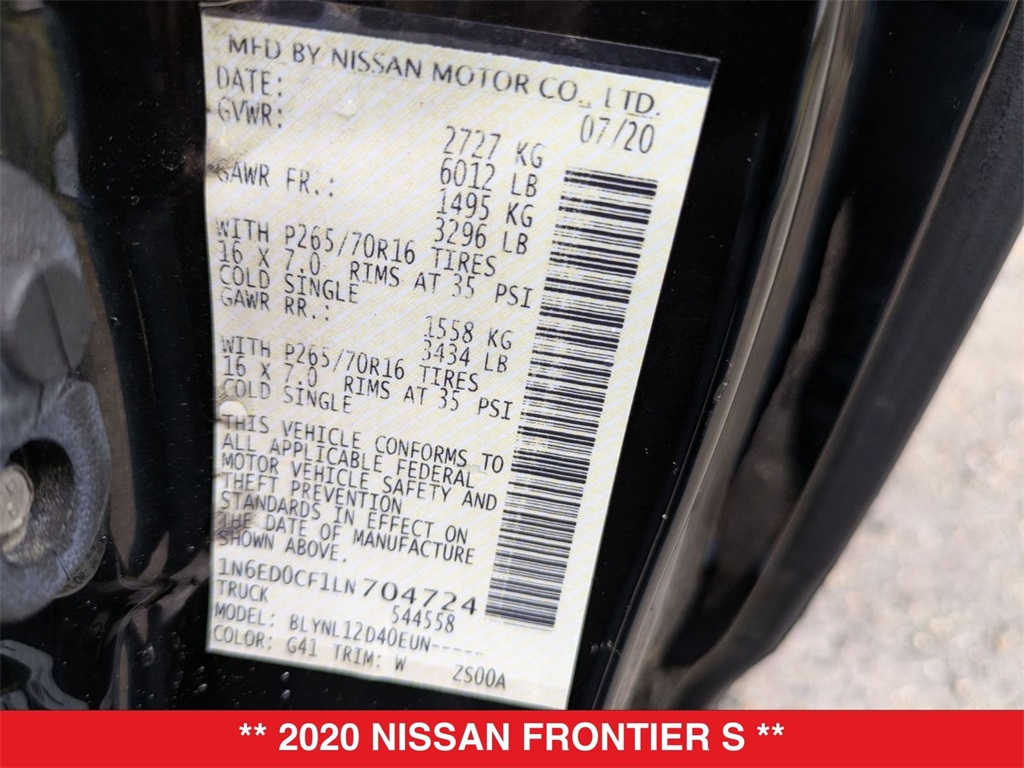 MFD BY NISSAN MOTOR CO., LTD.
DATE: 07/20
GVWR: 2727 KG
6012 LB
GAWR FR.: 1495 KG
3296 LB
WITH P265/70R16 TIRES
16 X 7.0 RIMS AT 35 PSI
COLD SINGLE
GAWR RR.: 1558 KG
3434 LB
WITH P265/70R16 TIRES
16 X 7.0 RIMS AT 35 PSI
COLD SINGLE
THIS VEHICLE CONFORMS TO
ALL APPLICABLE FEDERAL
MOTOR VEHICLE SAFETY AND
THEFT PREVENTION
STANDARDS IN EFFECT ON
THE DATE OF MANUFACTURE
SHOWN ABOVE.
1N6ED0CF1LN704724
TRUCK 544558
MODEL: BLYNL12D40EUN-----
COLOR: G41 TRIM: W ZS00A
** 2020 NISSAN FRONTIER S **